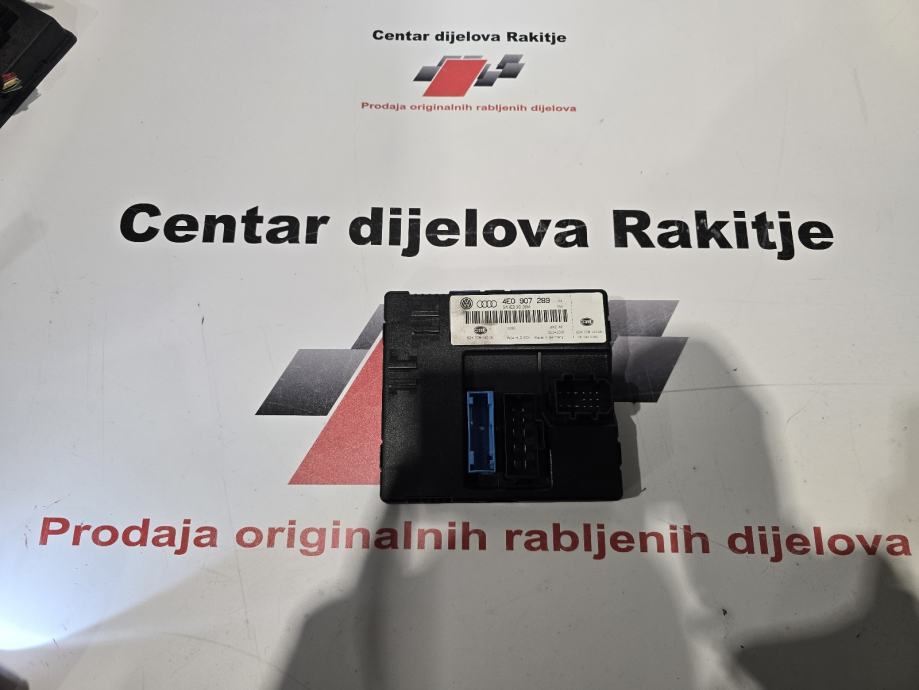 Centar dijelova Rakitje
Prodaja originalnih rabljenih dijelova
Centar dijelova Rakitje
4E0 907 289
Prodaja originalnih rabljenih dijelova